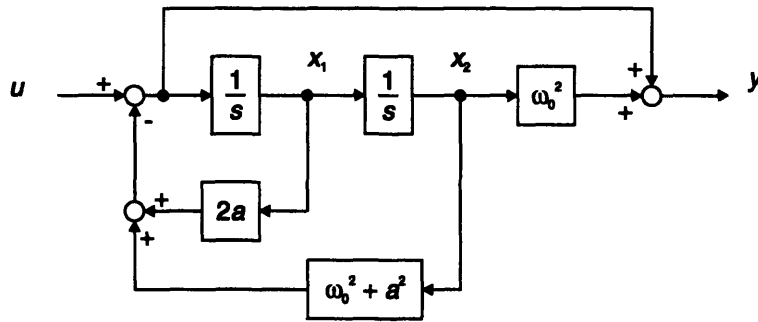 u
+
-
1/s
x₁
1/s
x₂
ω₀²
+
+
y
+
2a
+
ω₀² + a²